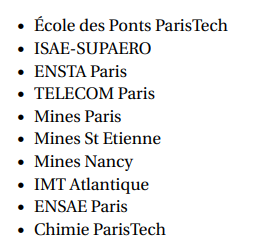 • École des Ponts ParisTech
• ISAE-SUPAERO
• ENSTA Paris
• TELECOM Paris
• Mines Paris
• Mines St Etienne
• Mines Nancy
• IMT Atlantique
• ENSAE Paris
• Chimie ParisTech